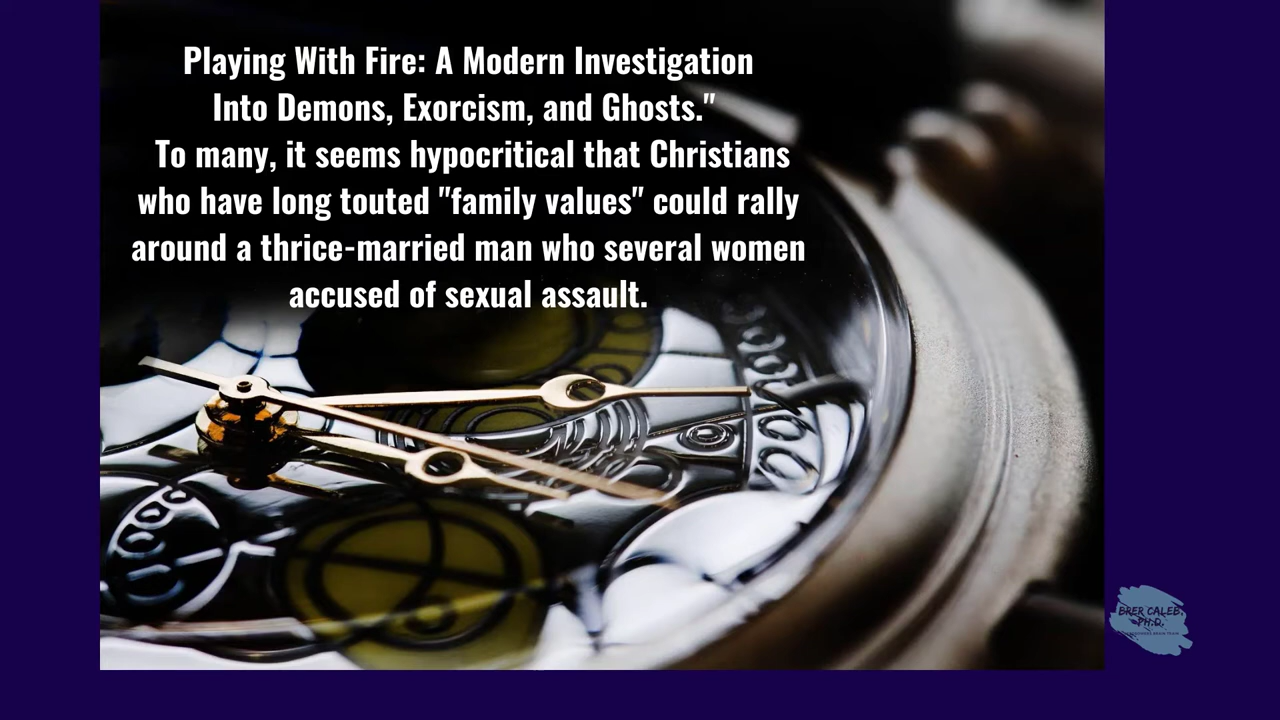 Playing With Fire: A Modern Investigation
Into Demons, Exorcism, and Ghosts."
To many, it seems hypocritical that Christians
who have long touted "family values" could rally
around a thrice-married man who several women
accused of sexual assault.
BRER CALEB,
PH.D.